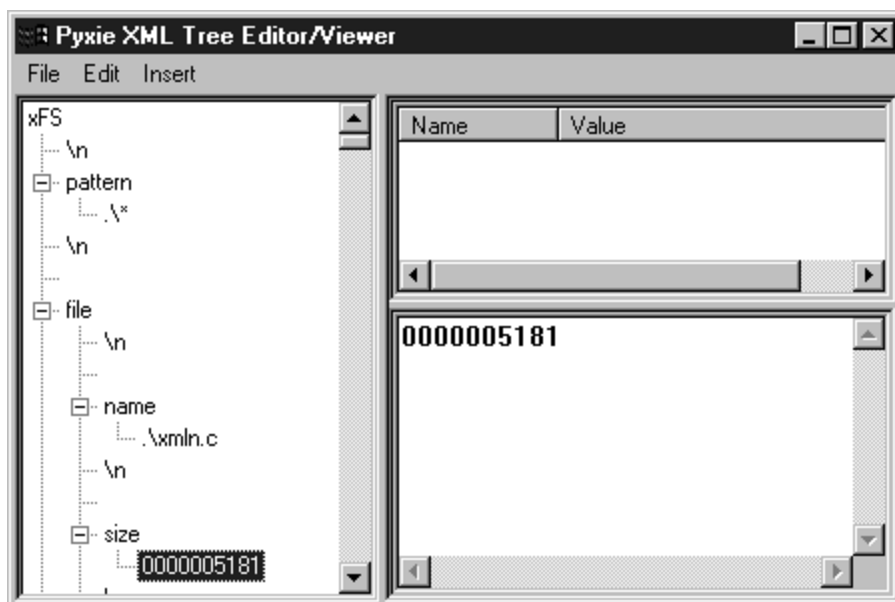 Pyxie XML Tree Editor/Viewer
File Edit Insert
xFS
\n
pattern
.\*
\n
file
\n
name
.\xmln.c
\n
size
0000005181
Name Value
0000005181